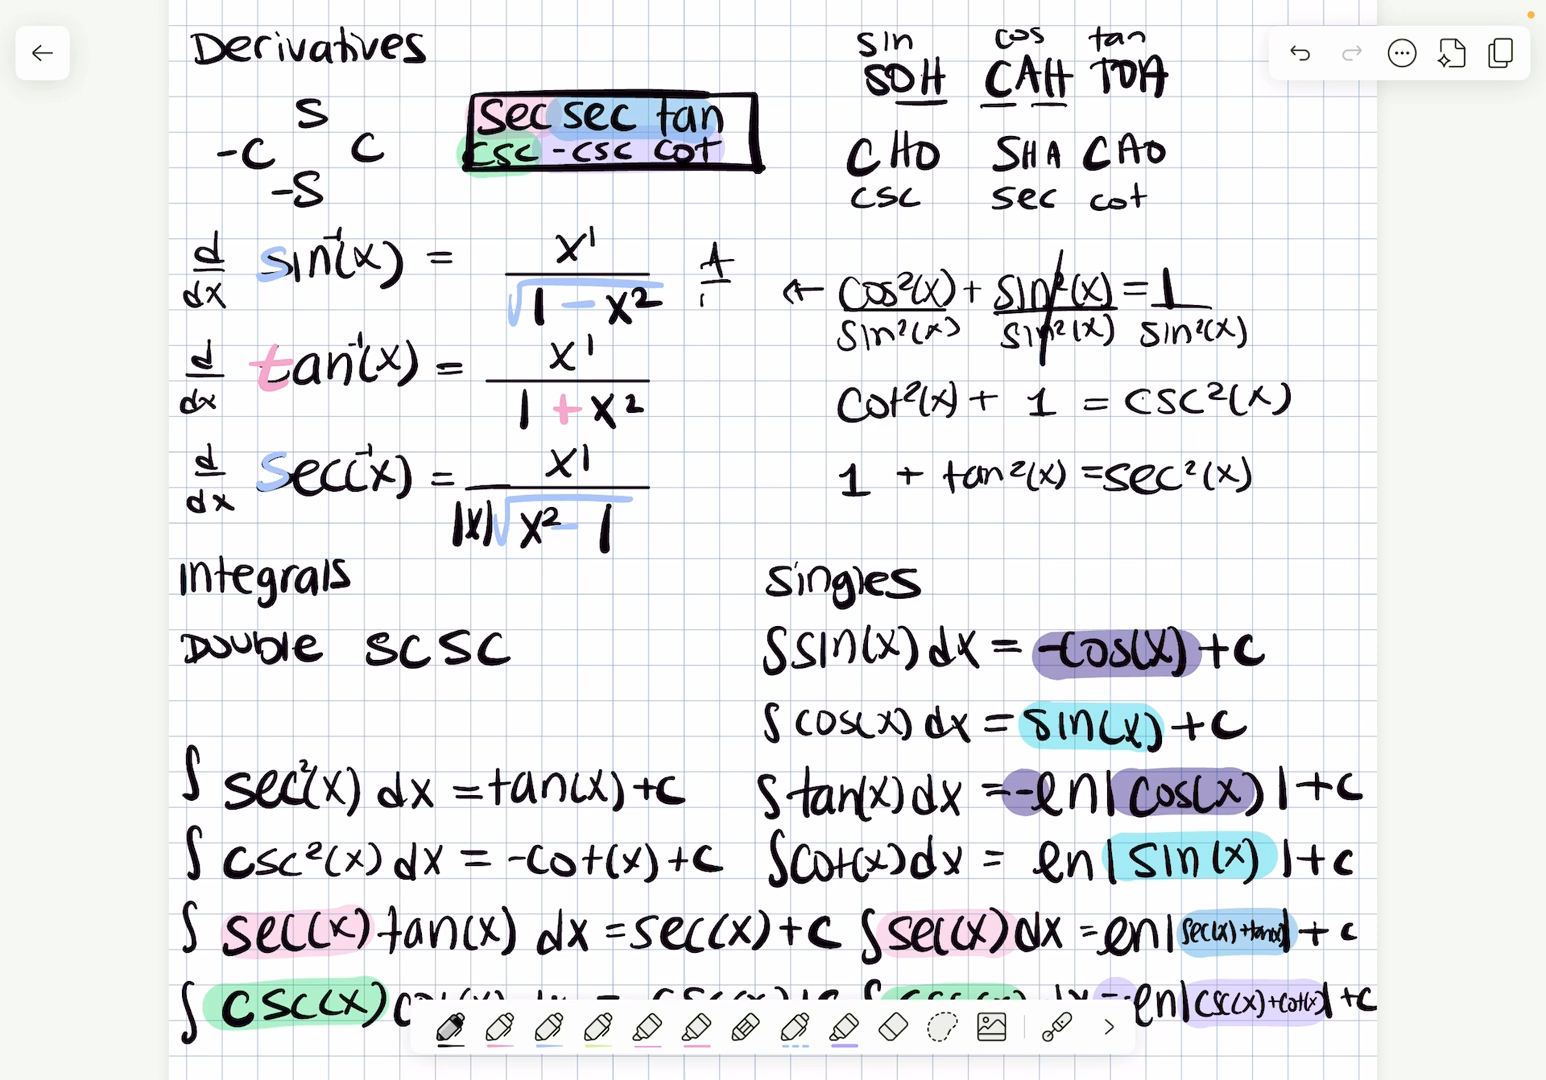 Derivatives
sin cos tan
SOH CAH TOA
S
-C C
-S
sec sec tan
csc -csc cot
CHO SHA CAO
csc sec cot
d/dx sin⁻¹(x) = x'/√(1 - x²)
← cos²(x)/sin²(x) + sin²(x)/sin²(x) = 1/sin²(x)
d/dx tan⁻¹(x) = x'/(1 + x²)
cot²(x) + 1 = csc²(x)
d/dx sec⁻¹(x) = x'/(|x|√(x² - 1))
1 + tan²(x) = sec²(x)
Integrals
Double SCSC
∫ sec²(x) dx = tan(x) + c
∫ csc²(x) dx = -cot(x) + c
∫ sec(x) tan(x) dx = sec(x) + c
∫ csc(x)
Singles
∫ sin(x) dx = -cos(x) + c
∫ cos(x) dx = sin(x) + c
∫ tan(x) dx = -ln|cos(x)| + c
∫ cot(x) dx = ln|sin(x)| + c
∫ sec(x) dx = ln|sec(x) + tan(x)| + c
dx = -ln|csc(x) + cot(x)| + c